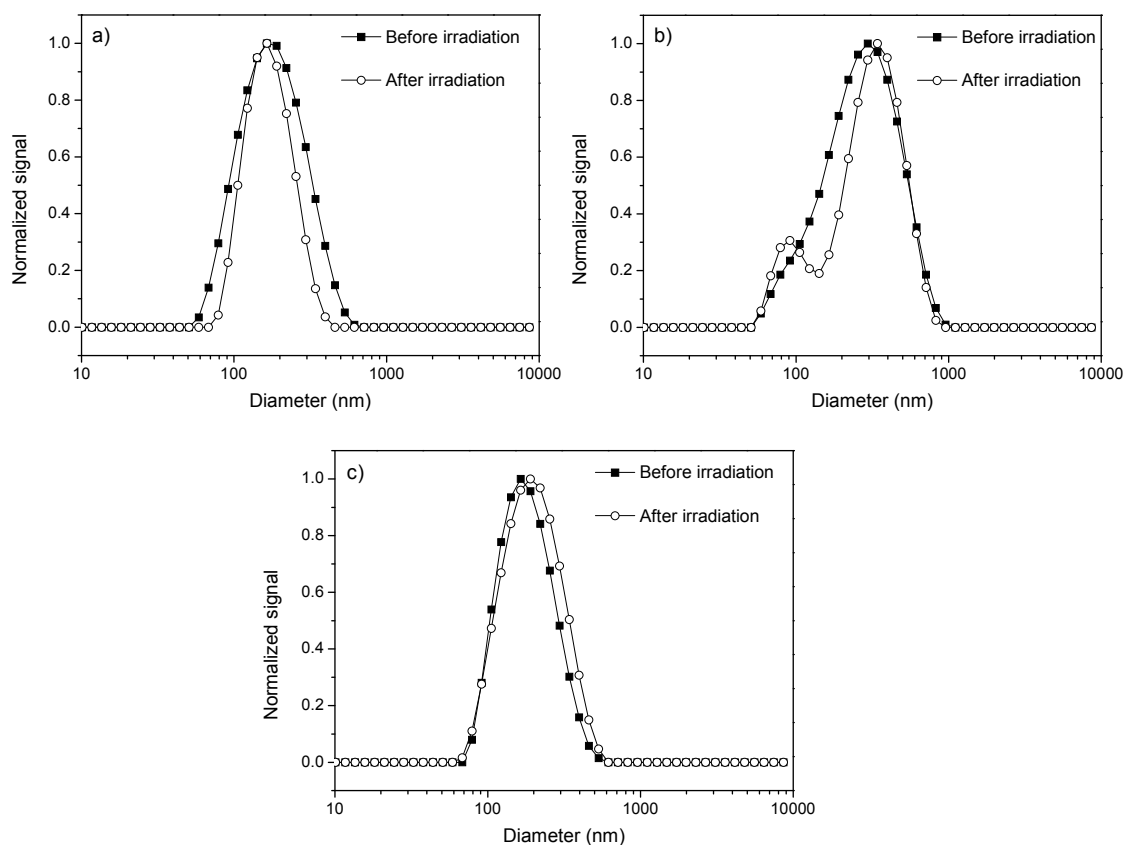 a)
Before irradiation
After irradiation
1.0
0.8
0.6
0.4
0.2
0.0
Normalized signal
10
100
1000
10000
Diameter (nm)
b)
Before irradiation
After irradiation
1.0
0.8
0.6
0.4
0.2
0.0
Normalized signal
10
100
1000
10000
Diameter (nm)
c)
Before irradiation
After irradiation
1.0
0.8
0.6
0.4
0.2
0.0
Normalized signal
10
100
1000
10000
Diameter (nm)